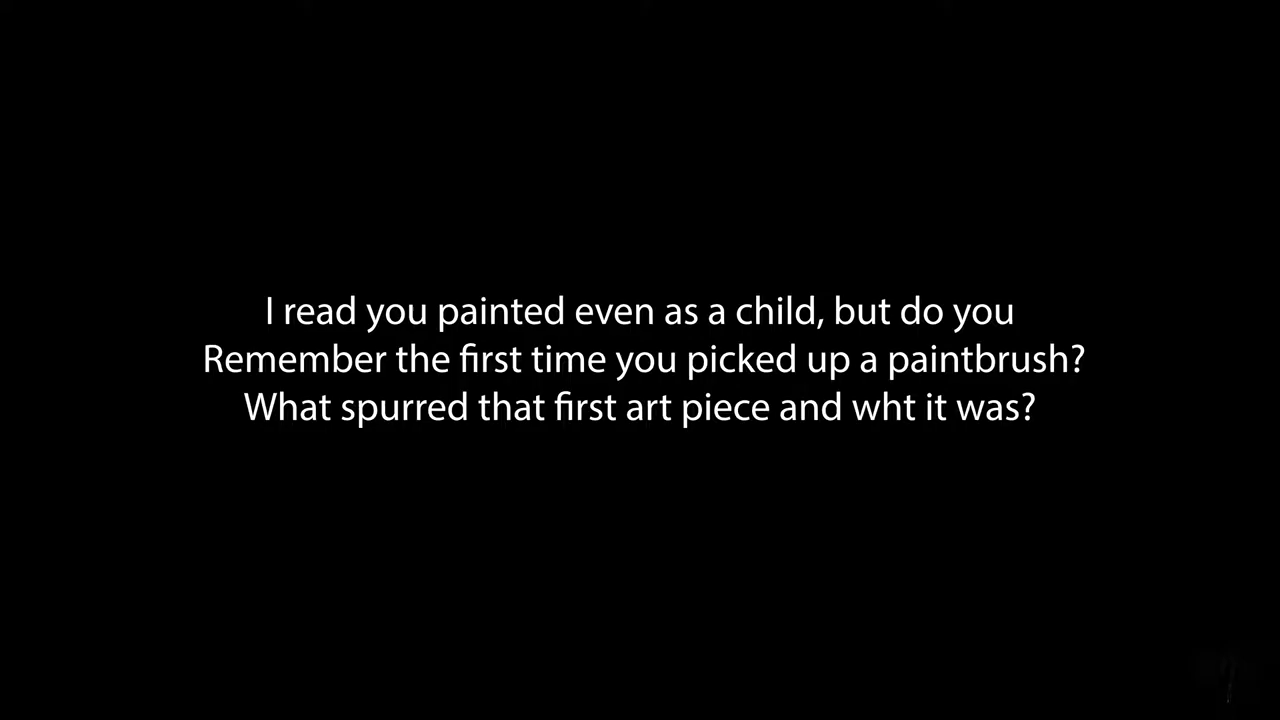 I read you painted even as a child, but do you
Remember the first time you picked up a paintbrush?
What spurred that first art piece and wht it was?